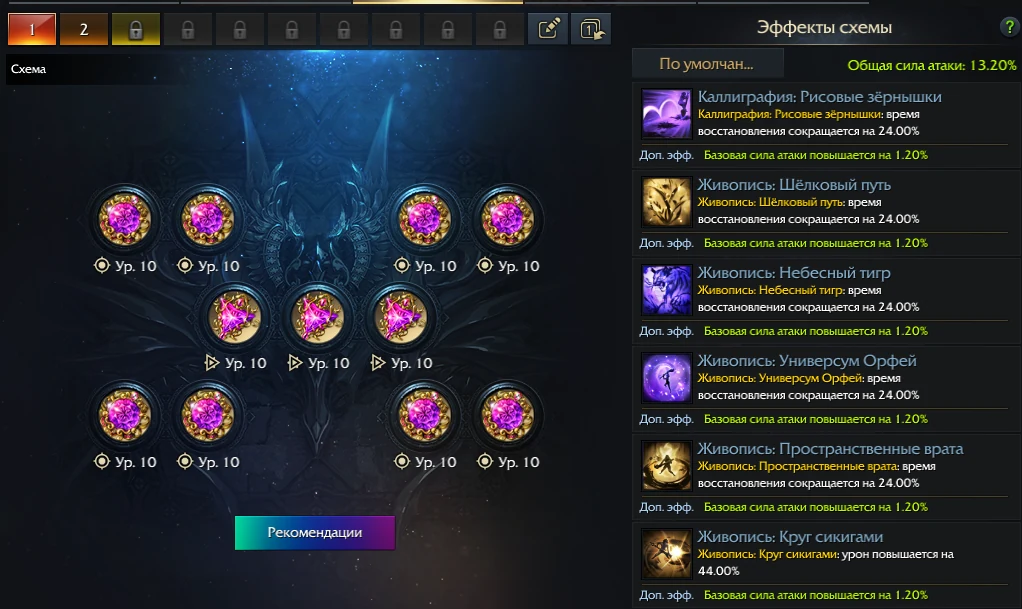 1
2
1
Эффекты схемы
?
Схема
По умолчан...
Общая сила атаки: 13.20%
Каллиграфия: Рисовые зёрнышки
Каллиграфия: Рисовые зёрнышки: время
восстановления сокращается на 24.00%
Доп. эфф. Базовая сила атаки повышается на 1.20%
Живопись: Шёлковый путь
Живопись: Шёлковый путь: время
восстановления сокращается на 24.00%
Доп. эфф. Базовая сила атаки повышается на 1.20%
Живопись: Небесный тигр
Живопись: Небесный тигр: время
восстановления сокращается на 24.00%
Доп. эфф. Базовая сила атаки повышается на 1.20%
Живопись: Универсум Орфей
Живопись: Универсум Орфей: время
восстановления сокращается на 24.00%
Доп. эфф. Базовая сила атаки повышается на 1.20%
Живопись: Пространственные врата
Живопись: Пространственные врата: время
восстановления сокращается на 24.00%
Доп. эфф. Базовая сила атаки повышается на 1.20%
Живопись: Круг сикигами
Живопись: Круг сикигами: урон повышается на
44.00%
Доп. эфф. Базовая сила атаки повышается на 1.20%
Ур. 10 Ур. 10 Ур. 10 Ур. 10
Ур. 10 Ур. 10 Ур. 10
Ур. 10 Ур. 10 Ур. 10 Ур. 10
Рекомендации